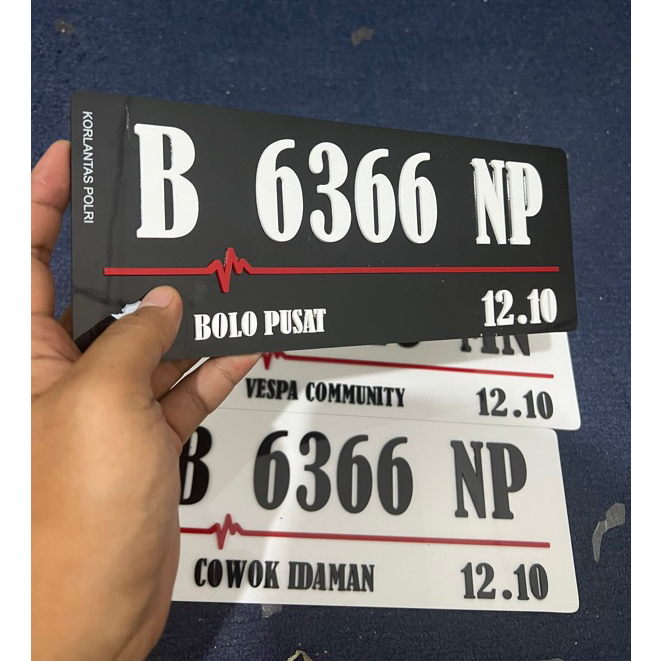 KORLANTAS POLRI
B 6366 NP
BOLO PUSAT 12.10
VESPA COMMUNITY 12.10
B 6366 NP
COWOK IDAMAN 12.10